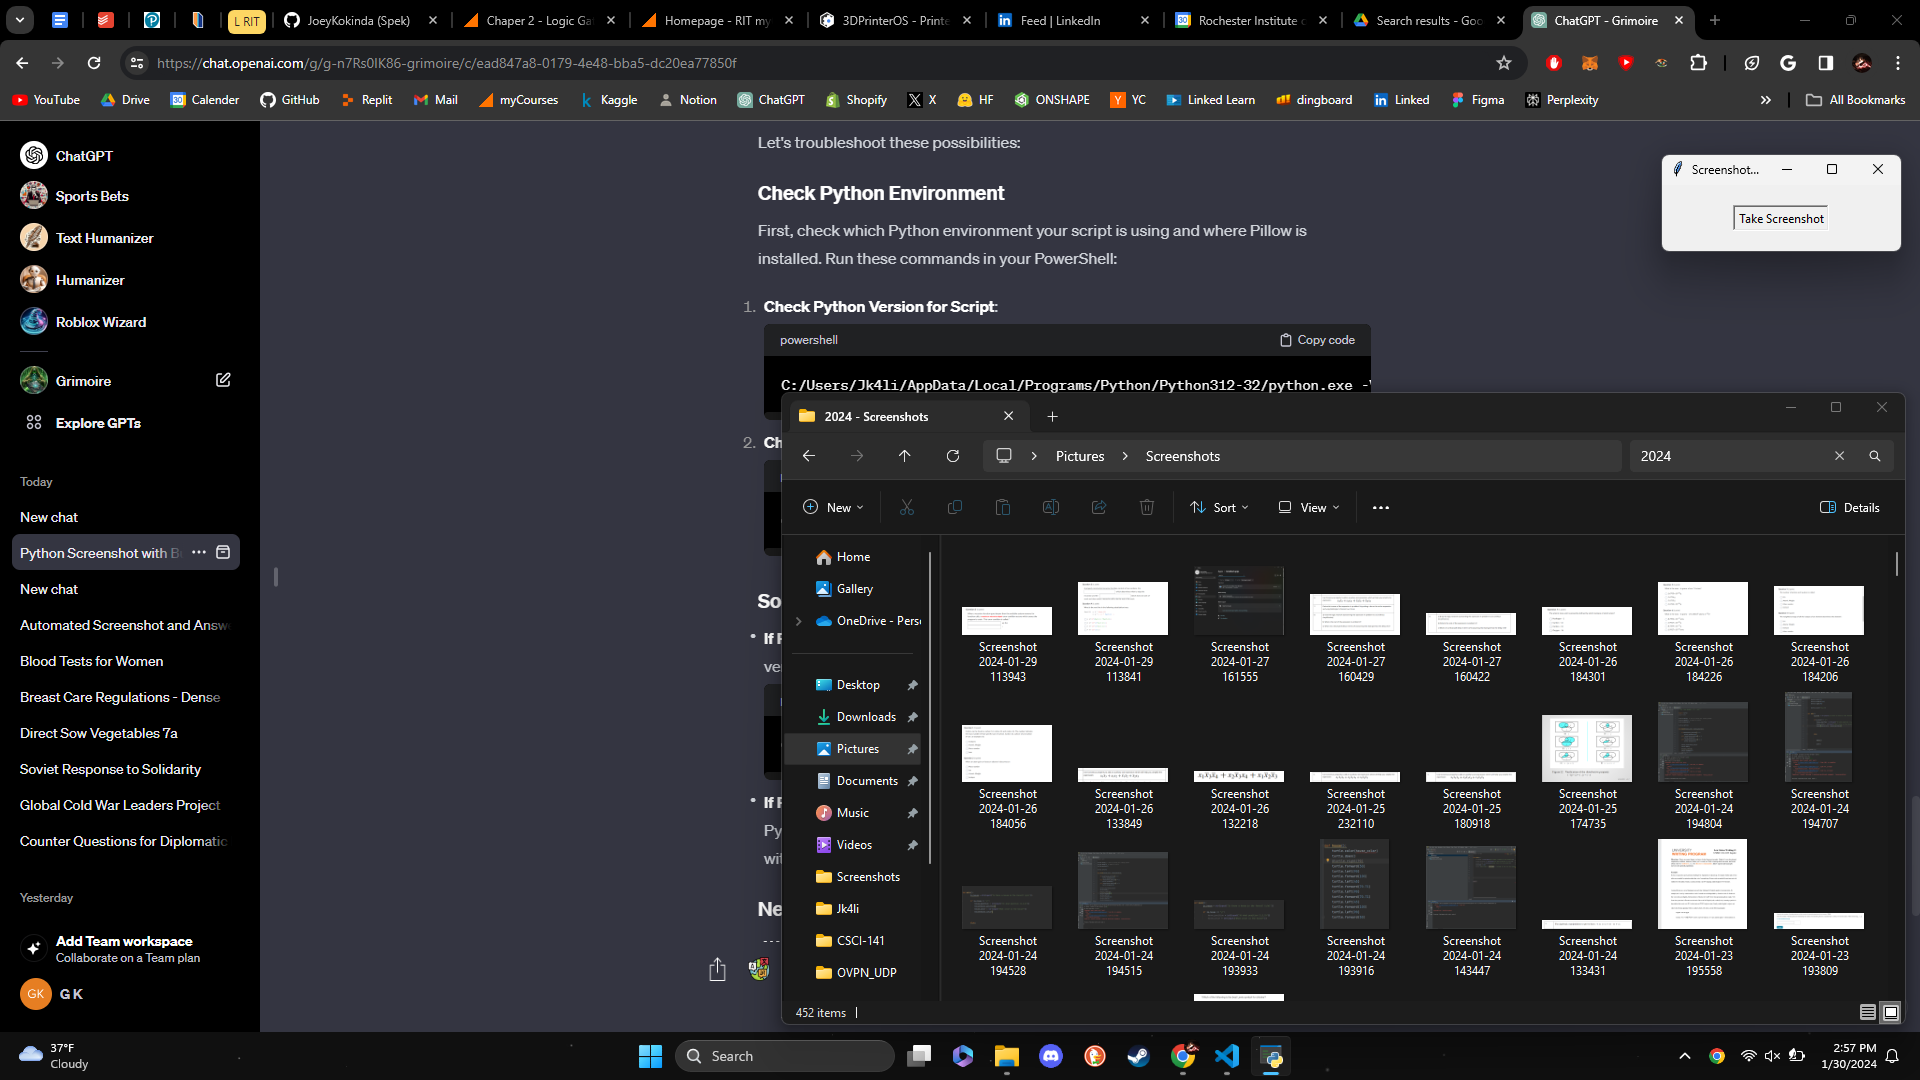 L RIT
JoeyKokinda (Spek)
Chaper 2 - Logic Ga
Homepage - RIT my
3DPrinterOS - Print
Feed | LinkedIn
Rochester Institute
Search results - Goo
ChatGPT - Grimoire
https://chat.openai.com/g/g-n7Rs0IK86-grimoire/c/ead847a8-0179-4e48-bba5-dc20ea77850f
YouTube
Drive
Calender
GitHub
Replit
Mail
myCourses
Kaggle
Notion
ChatGPT
Shopify
X
HF
ONSHAPE
YC
Linked Learn
dingboard
Linked
Figma
Perplexity
All Bookmarks
ChatGPT
Sports Bets
Text Humanizer
Humanizer
Roblox Wizard
Grimoire
Explore GPTs
Today
New chat
Python Screenshot with B
New chat
Automated Screenshot and Answ
Blood Tests for Women
Breast Care Regulations - Dense
Direct Sow Vegetables 7a
Soviet Response to Solidarity
Global Cold War Leaders Project
Counter Questions for Diplomatic
Yesterday
Add Team workspace
Collaborate on a Team plan
GK
G K
Let's troubleshoot these possibilities:
Check Python Environment
First, check which Python environment your script is using and where Pillow is
installed. Run these commands in your PowerShell:
1. Check Python Version for Script:
powershell
Copy code
C:/Users/Jk4li/AppData/Local/Programs/Python/Python312-32/python.exe -
2. Ch
So
If P
ver
If P
Py
wit
Ne
Screenshot...
Take Screenshot
2024 - Screenshots
Pictures
Screenshots
2024
New
Sort
View
Details
Home
Gallery
OneDrive - Perso
Desktop
Downloads
Pictures
Documents
Music
Videos
Screenshots
Jk4li
CSCI-141
OVPN_UDP
Screenshot 2024-01-29 113943
Screenshot 2024-01-29 113841
Screenshot 2024-01-27 161555
Screenshot 2024-01-27 160429
Screenshot 2024-01-27 160422
Screenshot 2024-01-26 184301
Screenshot 2024-01-26 184226
Screenshot 2024-01-26 184206
Screenshot 2024-01-26 184056
Screenshot 2024-01-26 133849
Screenshot 2024-01-26 132218
Screenshot 2024-01-25 232110
Screenshot 2024-01-25 180918
Screenshot 2024-01-25 174735
Screenshot 2024-01-24 194804
Screenshot 2024-01-24 194707
Screenshot 2024-01-24 194528
Screenshot 2024-01-24 194515
Screenshot 2024-01-24 193933
Screenshot 2024-01-24 193916
Screenshot 2024-01-24 143447
Screenshot 2024-01-24 133431
Screenshot 2024-01-23 195558
Screenshot 2024-01-23 193809
452 items
37°F
Cloudy
Search
2:57 PM
1/30/2024